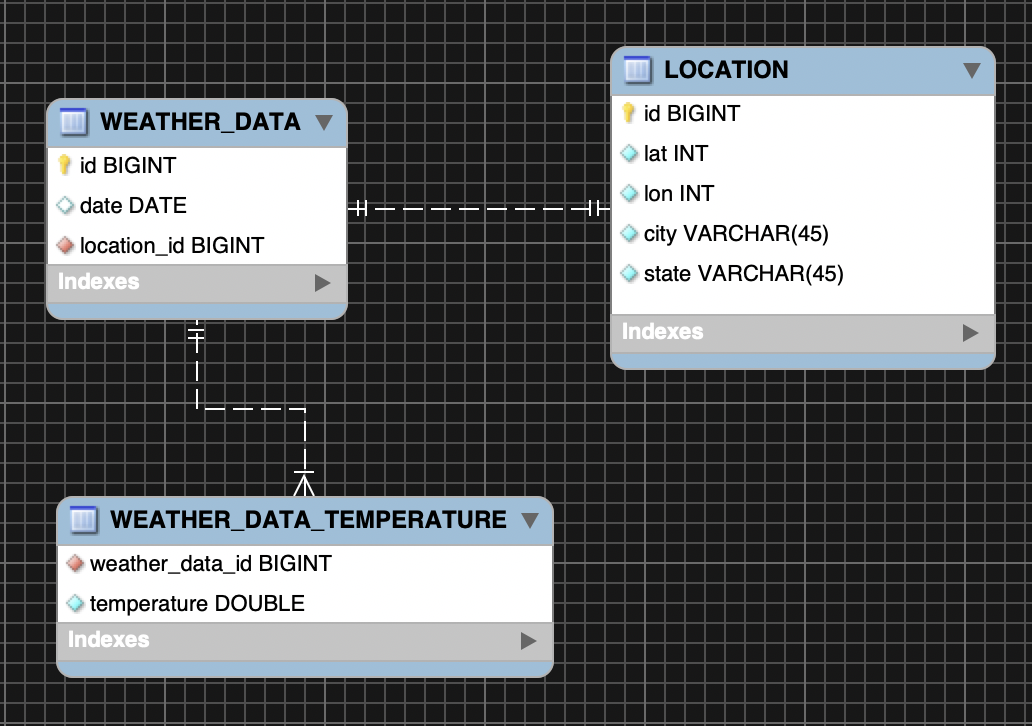 WEATHER_DATA
id BIGINT
date DATE
location_id BIGINT
Indexes
LOCATION
id BIGINT
lat INT
lon INT
city VARCHAR(45)
state VARCHAR(45)
Indexes
WEATHER_DATA_TEMPERATURE
weather_data_id BIGINT
temperature DOUBLE
Indexes